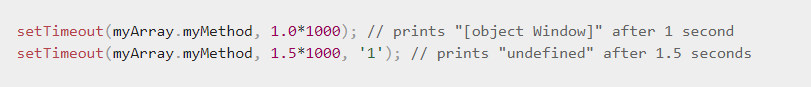 setTimeout(myArray.myMethod, 1.0*1000); // prints "[object Window]" after 1 second
setTimeout(myArray.myMethod, 1.5*1000, '1'); // prints "undefined" after 1.5 seconds